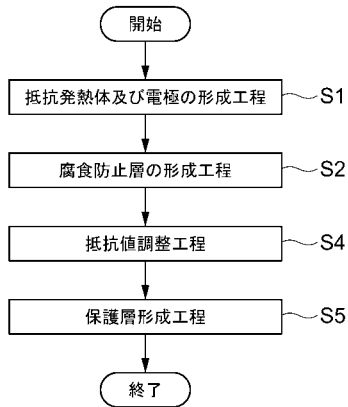 開始
抵抗発熱体及び電極の形成工程 S1
腐食防止層の形成工程 S2
抵抗値調整工程 S4
保護層形成工程 S5
終了